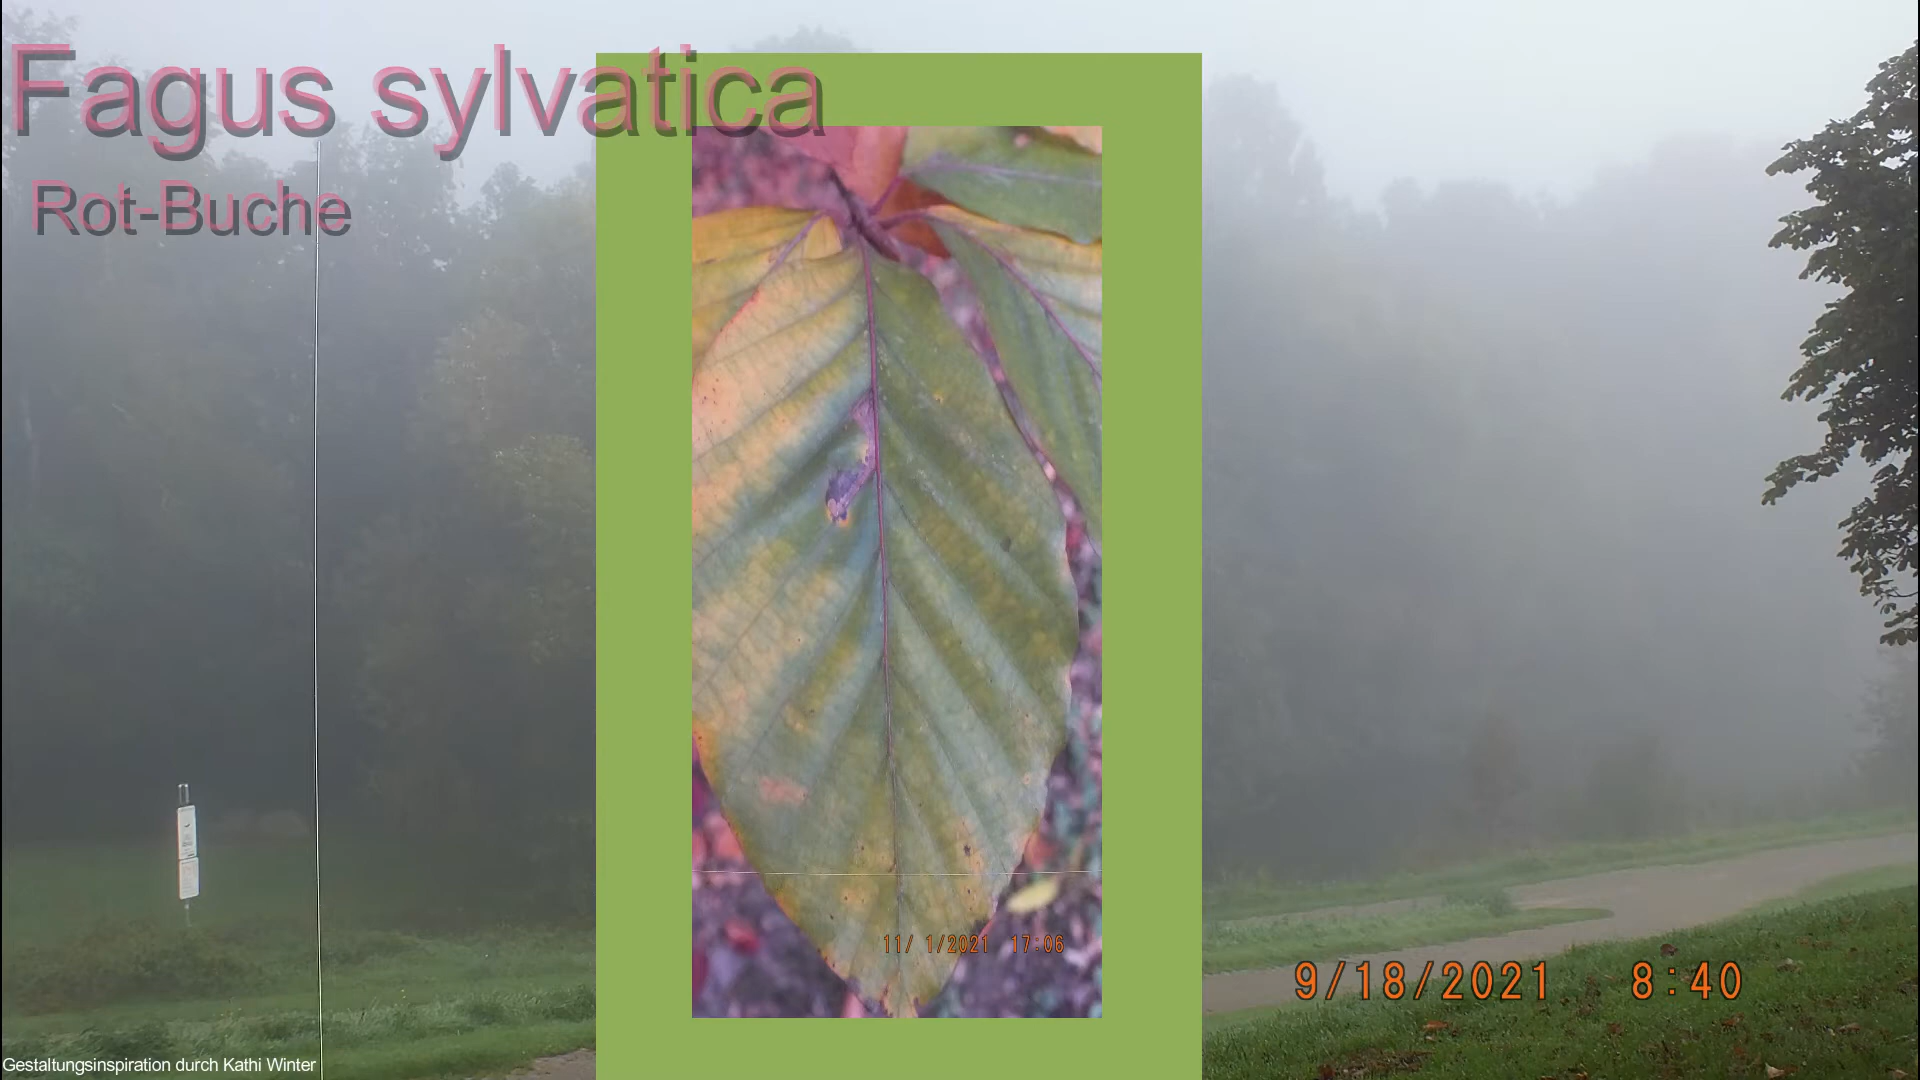 Fagus sylvatica
Rot-Buche
11/ 1/2021 17:06
9/18/2021 8:40
Gestaltungsinspiration durch Kathi Winter